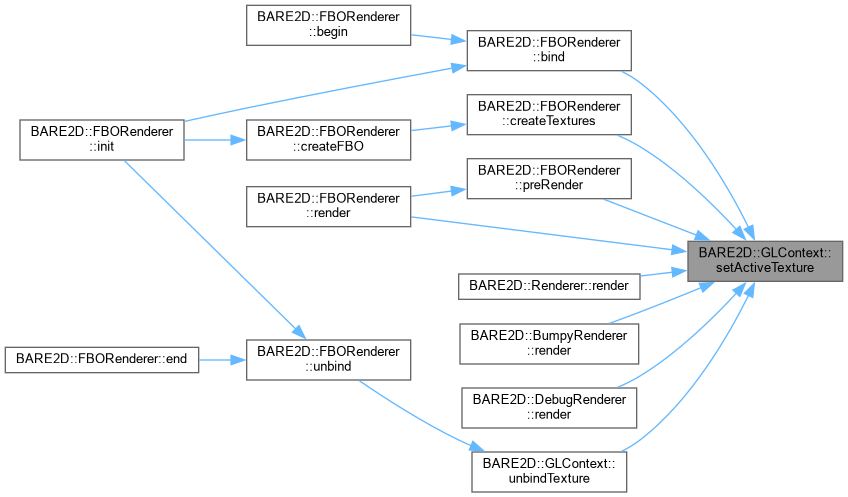 BARE2D::FBORenderer
::begin
BARE2D::FBORenderer
::bind
BARE2D::FBORenderer
::createTextures
BARE2D::FBORenderer
::init
BARE2D::FBORenderer
::createFBO
BARE2D::FBORenderer
::preRender
BARE2D::FBORenderer
::render
BARE2D::GLContext::
setActiveTexture
BARE2D::Renderer::render
BARE2D::BumpyRenderer
::render
BARE2D::FBORenderer::end
BARE2D::FBORenderer
::unbind
BARE2D::DebugRenderer
::render
BARE2D::GLContext::
unbindTexture